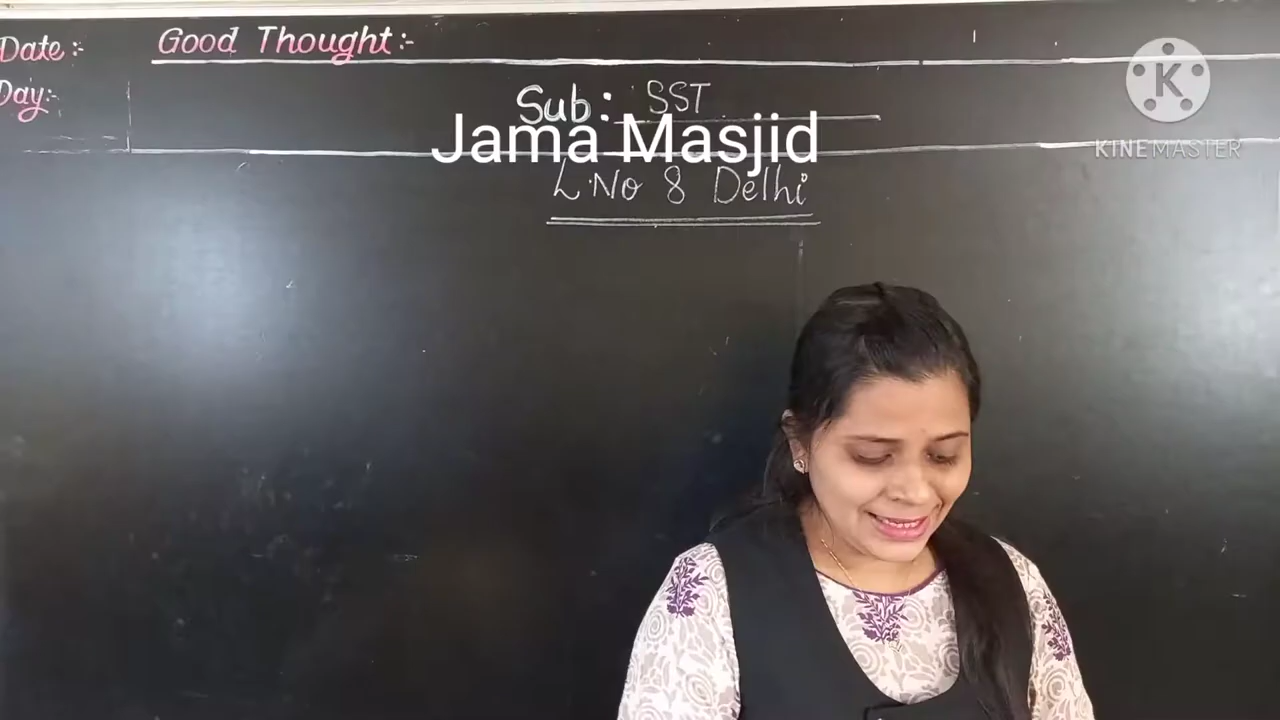 Date:-
Good Thought:-
Day:-
Sub: SST
Jama Masjid
L.No 8 Delhi
K
KINEMASTER